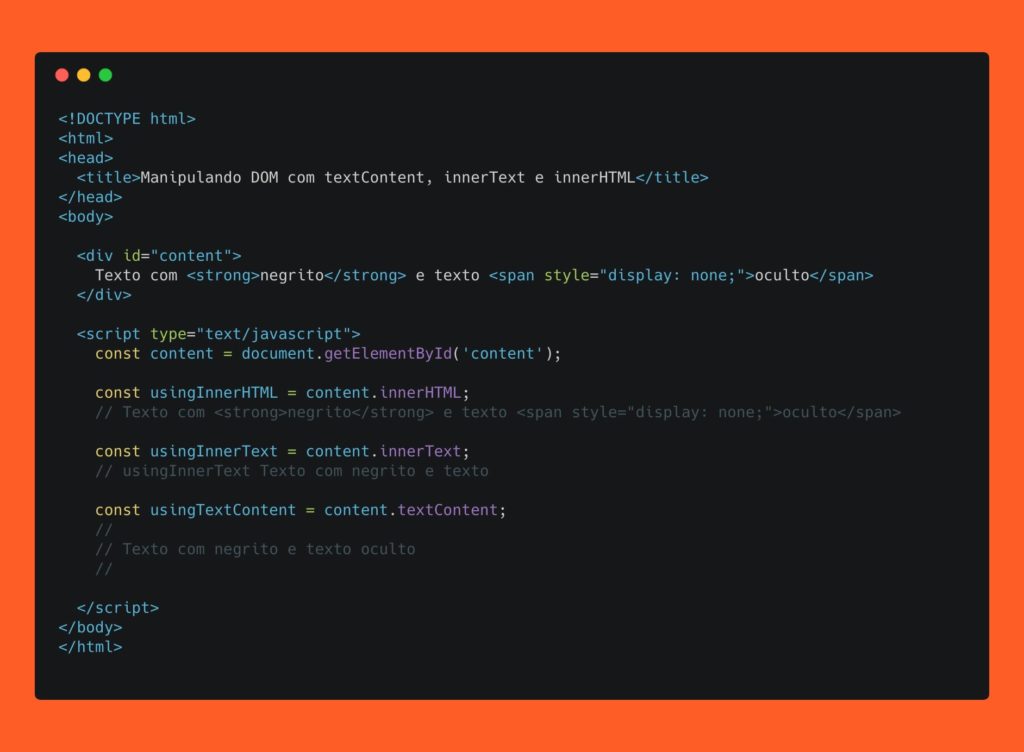 <!DOCTYPE html>
<html>
<head>
  <title>Manipulando DOM com textContent, innerText e innerHTML</title>
</head>
<body>

  <div id="content">
    Texto com <strong>negrito</strong> e texto <span style="display: none;">oculto</span>
  </div>

  <script type="text/javascript">
    const content = document.getElementById('content');

    const usingInnerHTML = content.innerHTML;
    // Texto com <strong>negrito</strong> e texto <span style="display: none;">oculto</span>

    const usingInnerText = content.innerText;
    // usingInnerText Texto com negrito e texto

    const usingTextContent = content.textContent;
    //
    // Texto com negrito e texto oculto
    //

  </script>
</body>
</html>